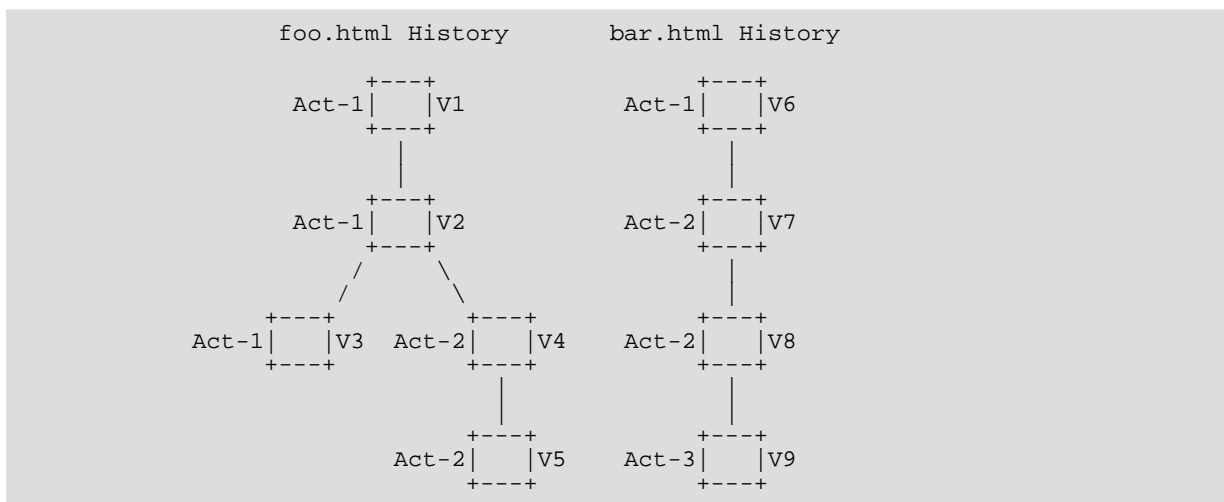 foo.html History bar.html History
+---+ +---+
Act-1| |V1 Act-1| |V6
+---+ +---+
| |
| |
+---+ +---+
Act-1| |V2 Act-2| |V7
+---+ +---+
/ \ |
/ \ |
+---+ +---+ +---+
Act-1| |V3 Act-2| |V4 Act-2| |V8
+---+ +---+ +---+
| |
| |
+---+ +---+
Act-2| |V5 Act-3| |V9
+---+ +---+